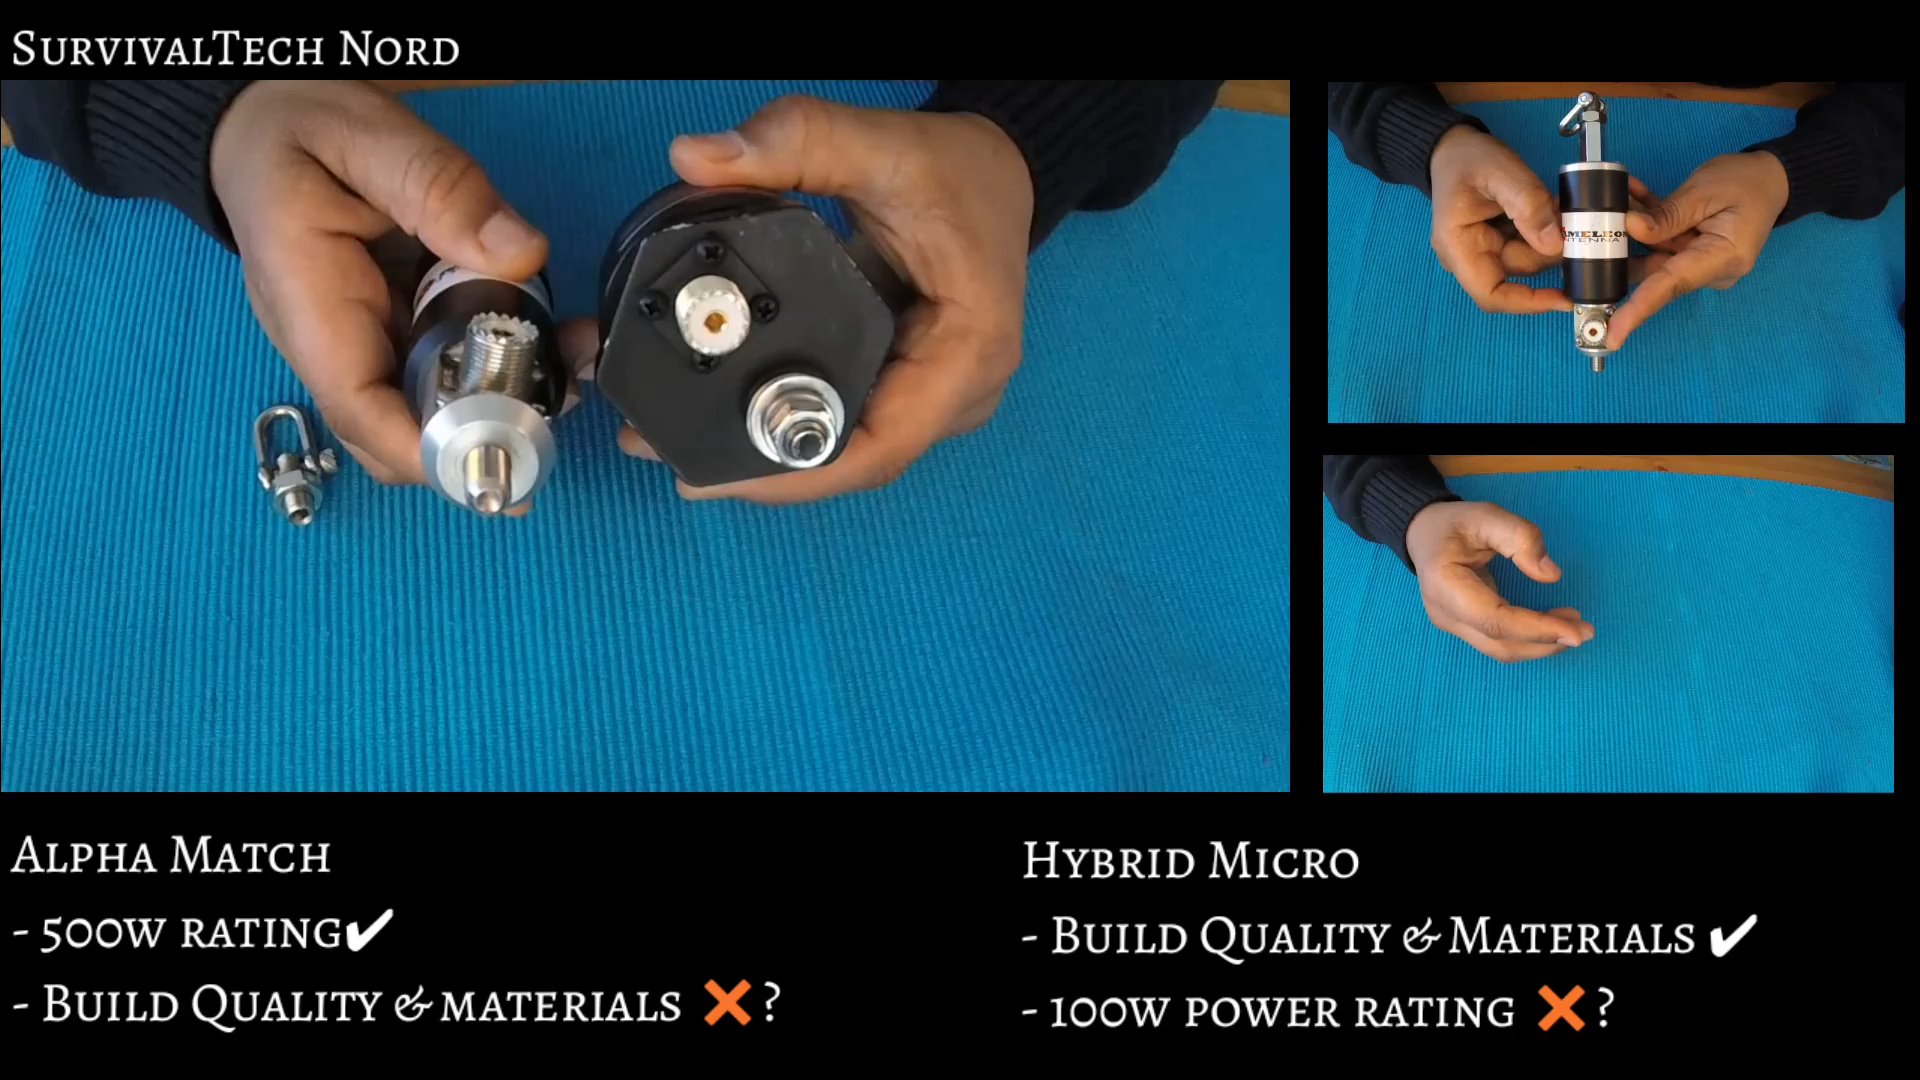 SurvivalTech Nord
Alpha Match
- 500w rating✔
- Build Quality & materials ❌?
Hybrid Micro
- Build Quality & Materials ✔
- 100w power rating ❌?